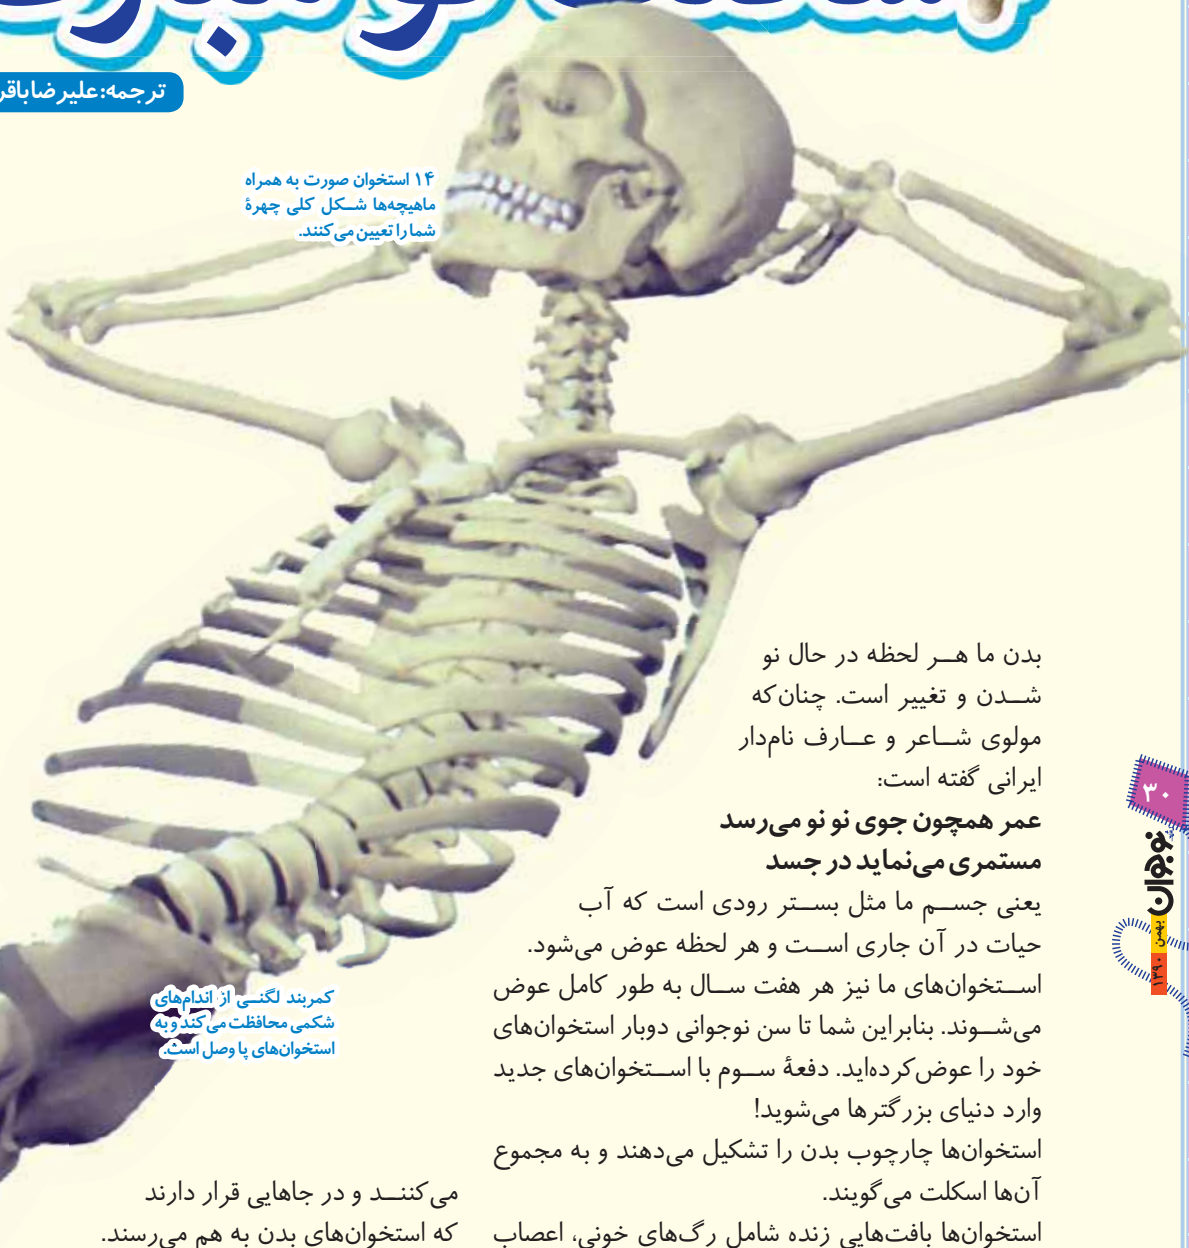 ترجمه:علیرضاباقر
۱۴ استخوان صورت به همراه
ماهیچه‌ها شکل کلی چهرهٔ
شما را تعیین می‌کنند.
بدن ما هر لحظه در حال نو
شدن و تغییر است. چنان‌که
مولوی شاعر و عارف نام‌دار
ایرانی گفته است:
عمر همچون جوی نو نو می‌رسد
مستمری می‌نماید در جسد
یعنی جسم ما مثل بستر رودی است که آب
حیات در آن جاری است و هر لحظه عوض می‌شود.
استخوان‌های ما نیز هر هفت سال به طور کامل عوض
می‌شوند. بنابراین شما تا سن نوجوانی دوبار استخوان‌های
خود را عوض کرده‌اید. دفعهٔ سوم با استخوان‌های جدید
وارد دنیای بزرگترها می‌شوید!
استخوان‌ها چارچوب بدن را تشکیل می‌دهند و به مجموع
آن‌ها اسکلت می‌گویند.
استخوان‌ها بافت‌هایی زنده شامل رگ‌های خونی، اعصاب
کمربند لگنی از اندام‌های
شکمی محافظت می‌کند و به
استخوان‌های پا وصل است.
می‌کنند و در جاهایی قرار دارند
که استخوان‌های بدن به هم می‌رسند.
۳۰
نوجوان
بهمن ۱۳۹۰